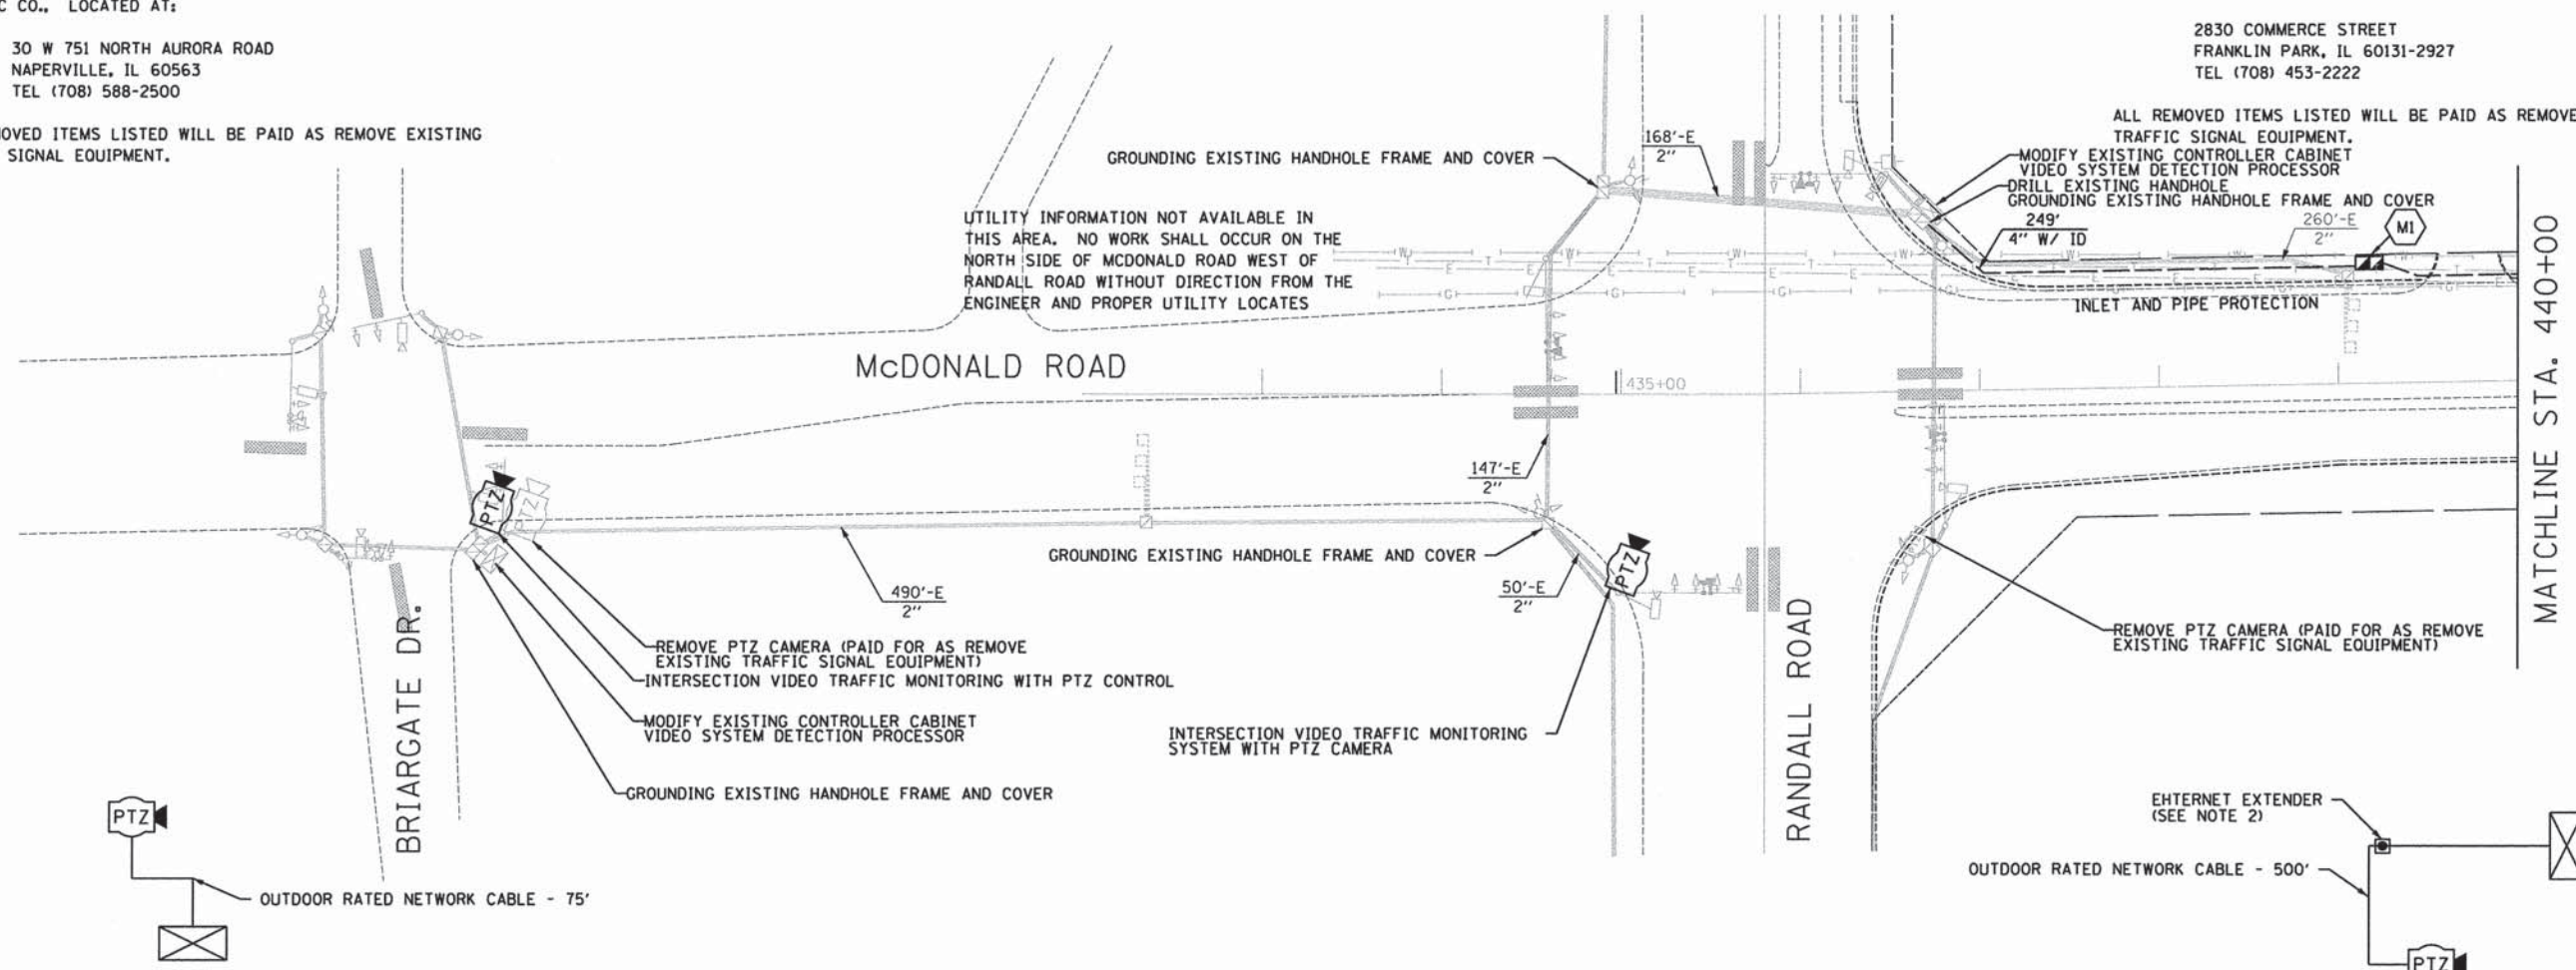 C CO., LOCATED AT:
30 W 751 NORTH AURORA ROAD
NAPERVILLE, IL 60563
TEL (708) 588-2500
OVED ITEMS LISTED WILL BE PAID AS REMOVE EXISTING
SIGNAL EQUIPMENT.
2830 COMMERCE STREET
FRANKLIN PARK, IL 60131-2927
TEL (708) 453-2222
ALL REMOVED ITEMS LISTED WILL BE PAID AS REMOVE
TRAFFIC SIGNAL EQUIPMENT.
MODIFY EXISTING CONTROLLER CABINET
VIDEO SYSTEM DETECTION PROCESSOR
DRILL EXISTING HANDHOLE
GROUNDING EXISTING HANDHOLE FRAME AND COVER
249'
4" W/ ID
260'-E
2"
M1
GROUNDING EXISTING HANDHOLE FRAME AND COVER
168'-E
2"
UTILITY INFORMATION NOT AVAILABLE IN
THIS AREA. NO WORK SHALL OCCUR ON THE
NORTH SIDE OF MCDONALD ROAD WEST OF
RANDALL ROAD WITHOUT DIRECTION FROM THE
ENGINEER AND PROPER UTILITY LOCATES
INLET AND PIPE PROTECTION
McDONALD ROAD
435+00
MATCHLINE STA. 440+00
147'-E
2"
PTZ
PTZ
GROUNDING EXISTING HANDHOLE FRAME AND COVER
PTZ
490'-E
2"
50'-E
2"
REMOVE PTZ CAMERA (PAID FOR AS REMOVE
EXISTING TRAFFIC SIGNAL EQUIPMENT)
INTERSECTION VIDEO TRAFFIC MONITORING WITH PTZ CONTROL
MODIFY EXISTING CONTROLLER CABINET
VIDEO SYSTEM DETECTION PROCESSOR
GROUNDING EXISTING HANDHOLE FRAME AND COVER
INTERSECTION VIDEO TRAFFIC MONITORING
SYSTEM WITH PTZ CAMERA
REMOVE PTZ CAMERA (PAID FOR AS REMOVE
EXISTING TRAFFIC SIGNAL EQUIPMENT)
BRIARGATE DR.
RANDALL ROAD
PTZ
OUTDOOR RATED NETWORK CABLE - 75'
EHTERNET EXTENDER
(SEE NOTE 2)
OUTDOOR RATED NETWORK CABLE - 500'
PTZ